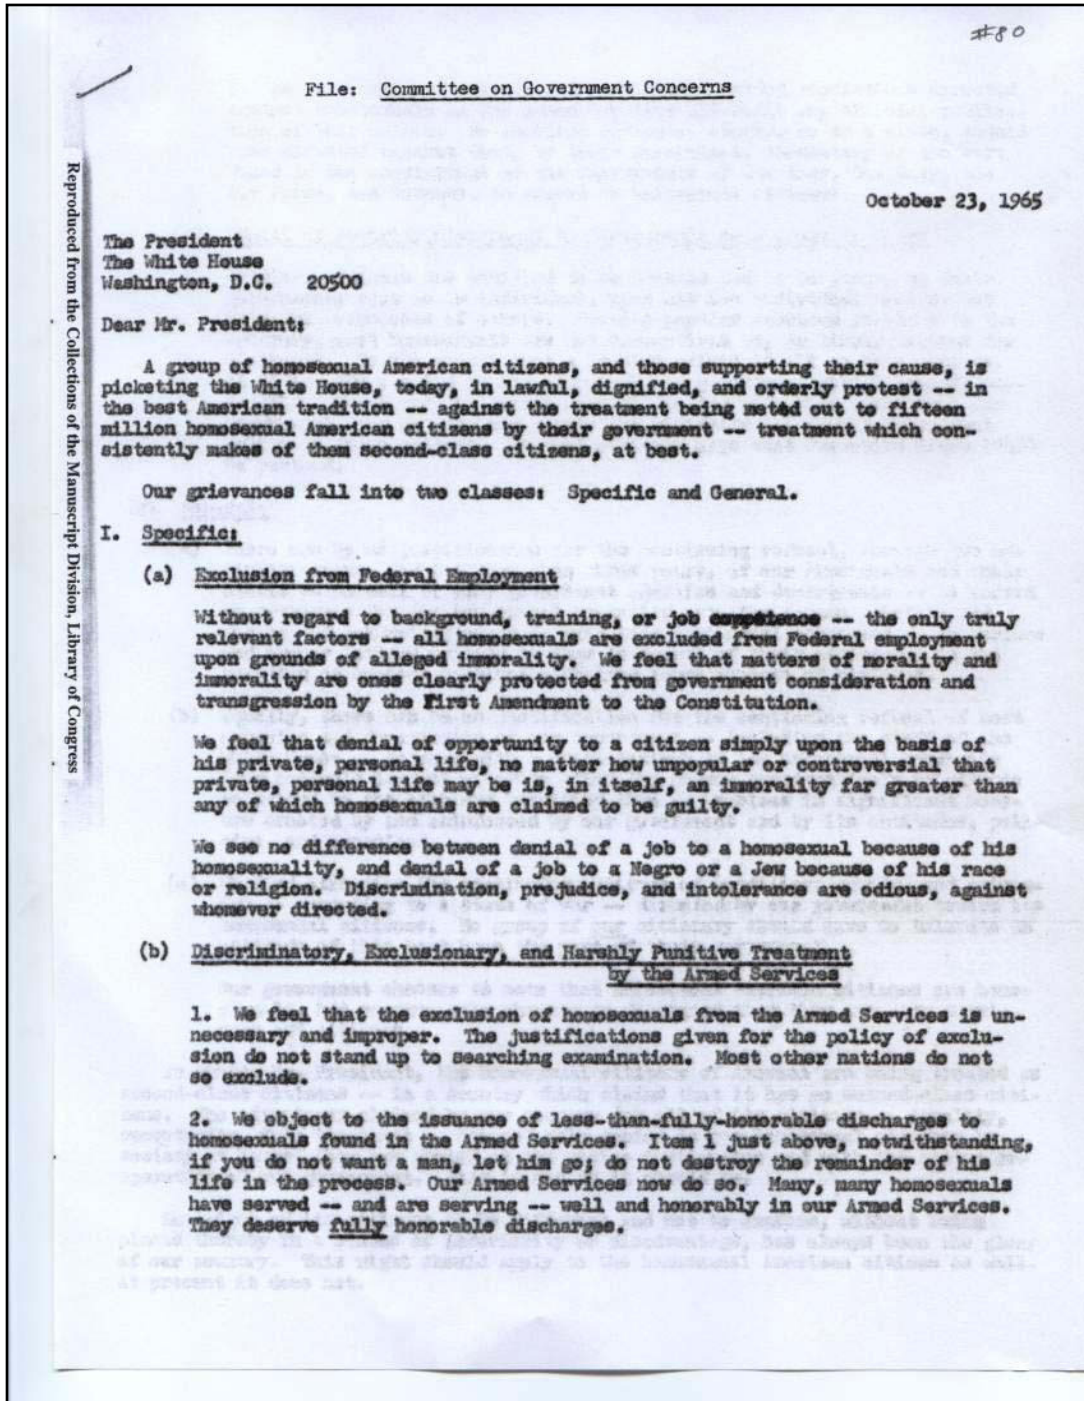 #80
File: Committee on Government Concerns
October 23, 1965
The President
The White House
Washington, D.C. 20500
Dear Mr. President:
A group of homosexual American citizens, and those supporting their cause, is
picketing the White House, today, in lawful, dignified, and orderly protest -- in
the best American tradition -- against the treatment being meted out to fifteen
million homosexual American citizens by their government -- treatment which con-
sistently makes of them second-class citizens, at best.
Our grievances fall into two classes: Specific and General.
I. Specific:
(a) Exclusion from Federal Employment
Without regard to background, training, or job competence -- the only truly
relevant factors -- all homosexuals are excluded from Federal employment
upon grounds of alleged immorality. We feel that matters of morality and
immorality are ones clearly protected from government consideration and
transgression by the First Amendment to the Constitution.
We feel that denial of opportunity to a citizen simply upon the basis of
his private, personal life, no matter how unpopular or controversial that
private, personal life may be is, in itself, an immorality far greater than
any of which homosexuals are claimed to be guilty.
We see no difference between denial of a job to a homosexual because of his
homosexuality, and denial of a job to a Negro or a Jew because of his race
or religion. Discrimination, prejudice, and intolerance are odious, against
whomever directed.
(b) Discriminatory, Exclusionary, and Harshly Punitive Treatment
by the Armed Services
1. We feel that the exclusion of homosexuals from the Armed Services is un-
necessary and improper. The justifications given for the policy of exclu-
sion do not stand up to searching examination. Most other nations do not
so exclude.
2. We object to the issuance of less-than-fully-honorable discharges to
homosexuals found in the Armed Services. Item 1 just above, notwithstanding,
if you do not want a man, let him go; do not destroy the remainder of his
life in the process. Our Armed Services now do so. Many, many homosexuals
have served -- and are serving -- well and honorably in our Armed Services.
They deserve fully honorable discharges.
Reproduced from the Collections of the Manuscript Division, Library of Congress